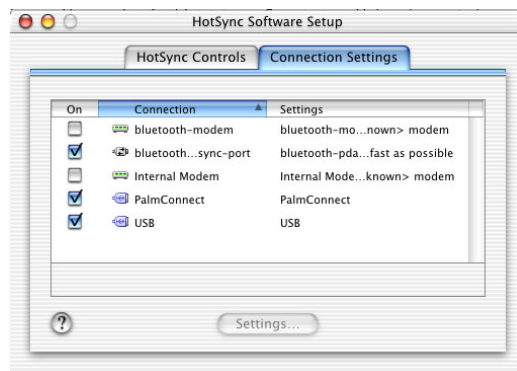 HotSync Software Setup
HotSync Controls Connection Settings
On Connection Settings
bluetooth-modem bluetooth-mo...nown> modem
bluetooth...sync-port bluetooth-pda...fast as possible
Internal Modem Internal Mode...known> modem
PalmConnect PalmConnect
USB USB
? Settings...